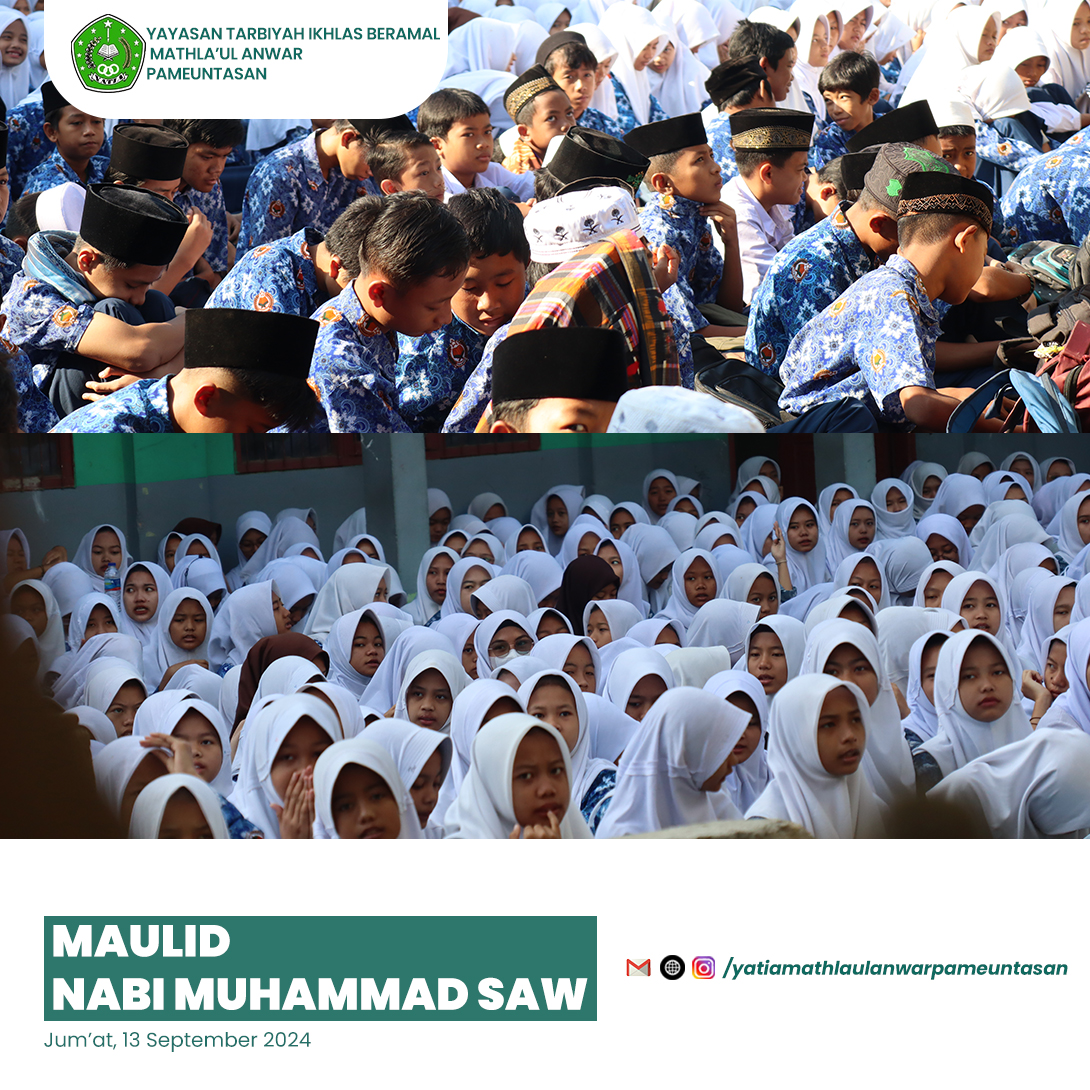 YAYASAN TARBIYAH IKHLAS BERAMAL
MATHLA'UL ANWAR
PAMEUNTASAN
MAULID
NABI MUHAMMAD SAW
/yatiamathlaulanwarpameuntasan
Jum'at, 13 September 2024